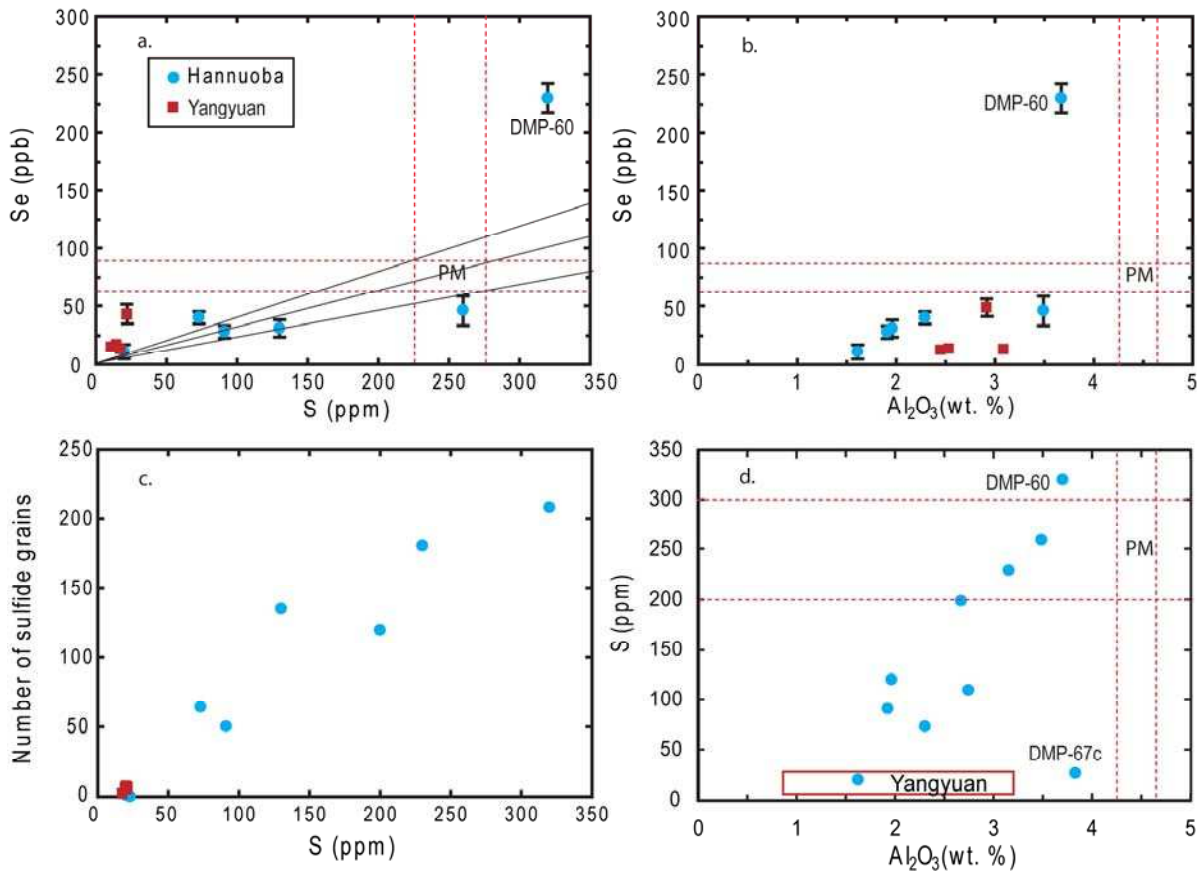 a.
Hannuoba
Yangyuan
DMP-60
PM
Se (ppb)
300
250
200
150
100
50
0
0 50 100 150 200 250 300 350
S (ppm)
b.
DMP-60
PM
Se (ppb)
300
250
200
150
100
50
0
0 1 2 3 4 5
Al₂O₃(wt. %)
c.
Number of sulfide grains
250
200
150
100
50
0
0 50 100 150 200 250 300 350
S (ppm)
d.
DMP-60
PM
DMP-67c
Yangyuan
S (ppm)
350
300
250
200
150
100
50
0
0 1 2 3 4 5
Al₂O₃(wt. %)